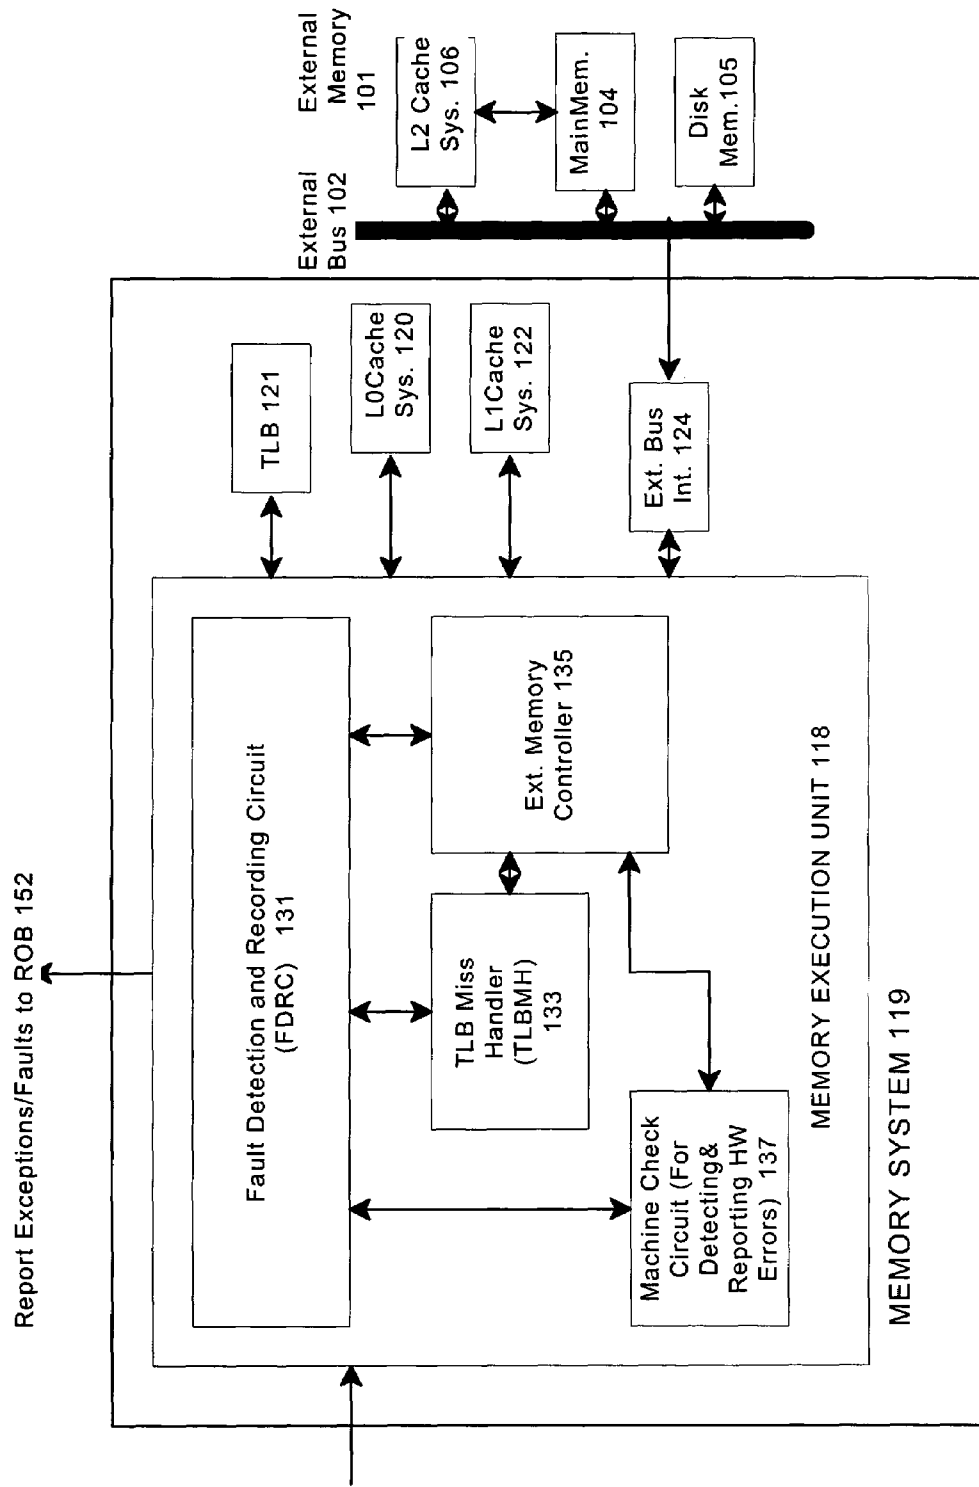 Report Exceptions/Faults to ROB 152
External
Bus 102
External
Memory
101
L2 Cache
Sys. 106
MainMem.
104
Disk
Mem.105
TLB 121
L0Cache
Sys. 120
L1Cache
Sys. 122
Ext. Bus
Int. 124
Fault Detection and Recording Circuit
(FDRC) 131
Ext. Memory
Controller 135
TLB Miss
Handler
(TLBMH)
133
Machine Check
Circuit (For
Detecting&
Reporting HW
Errors) 137
MEMORY EXECUTION UNIT 118
MEMORY SYSTEM 119